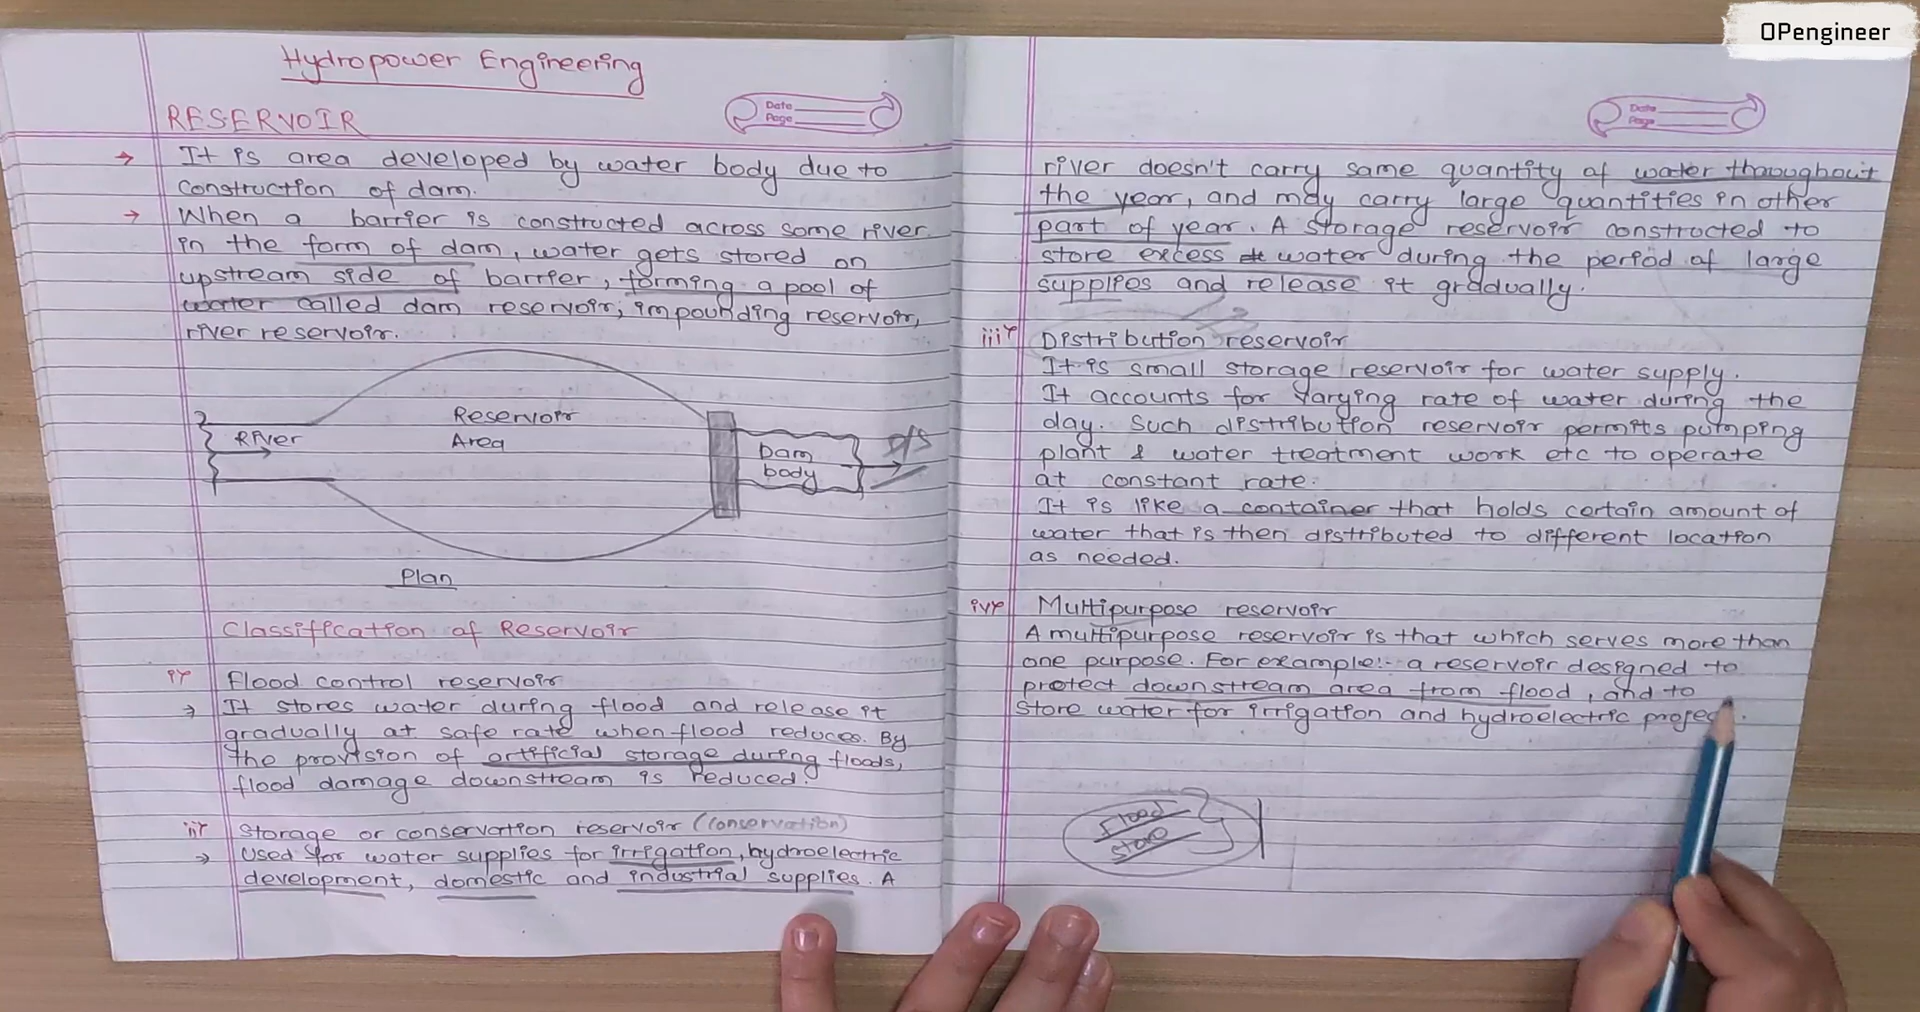 OPengineer
Hydropower Engineering
RESERVOIR
Date
Page
→ It is area developed by water body due to
construction of dam.
→ When a barrier is constructed across some river
in the form of dam, water gets stored on
upstream side of barrier, forming a pool of
water called dam reservoir, impounding reservoir,
river reservoir.
River
Reservoir
Area
Dam
body
D/S
Plan
Classification of Reservoir
i) Flood control reservoir
→ It stores water during flood and release it
gradually at safe rate when flood reduces. By
the provision of artificial storage during floods,
flood damage downstream is reduced.
ii) Storage or conservation reservoir (conservation)
→ Used for water supplies for irrigation, hydroelectric
development, domestic and industrial supplies. A
Date
Page
river doesn't carry same quantity of water thaoughout
the year, and may carry large quantities in other
part of year. A storage reservoir constructed to
store excess water during the period of large
supplies and release it gradually.
iii) Distribution reservoir
It is small storage reservoir for water supply.
It accounts for varying rate of water during the
day. Such distribution reservoir permits pumping
plant & water treatment work etc to operate
at constant rate.
It is like a container that holds certain amount of
water that is then distributed to different location
as needed.
iv) Multipurpose reservoir
A multipurpose reservoir is that which serves more than
one purpose. For example:- a reservoir designed to
protect downstream area from flood, and to
store water for irrigation and hydroelectric project.
Flood
store